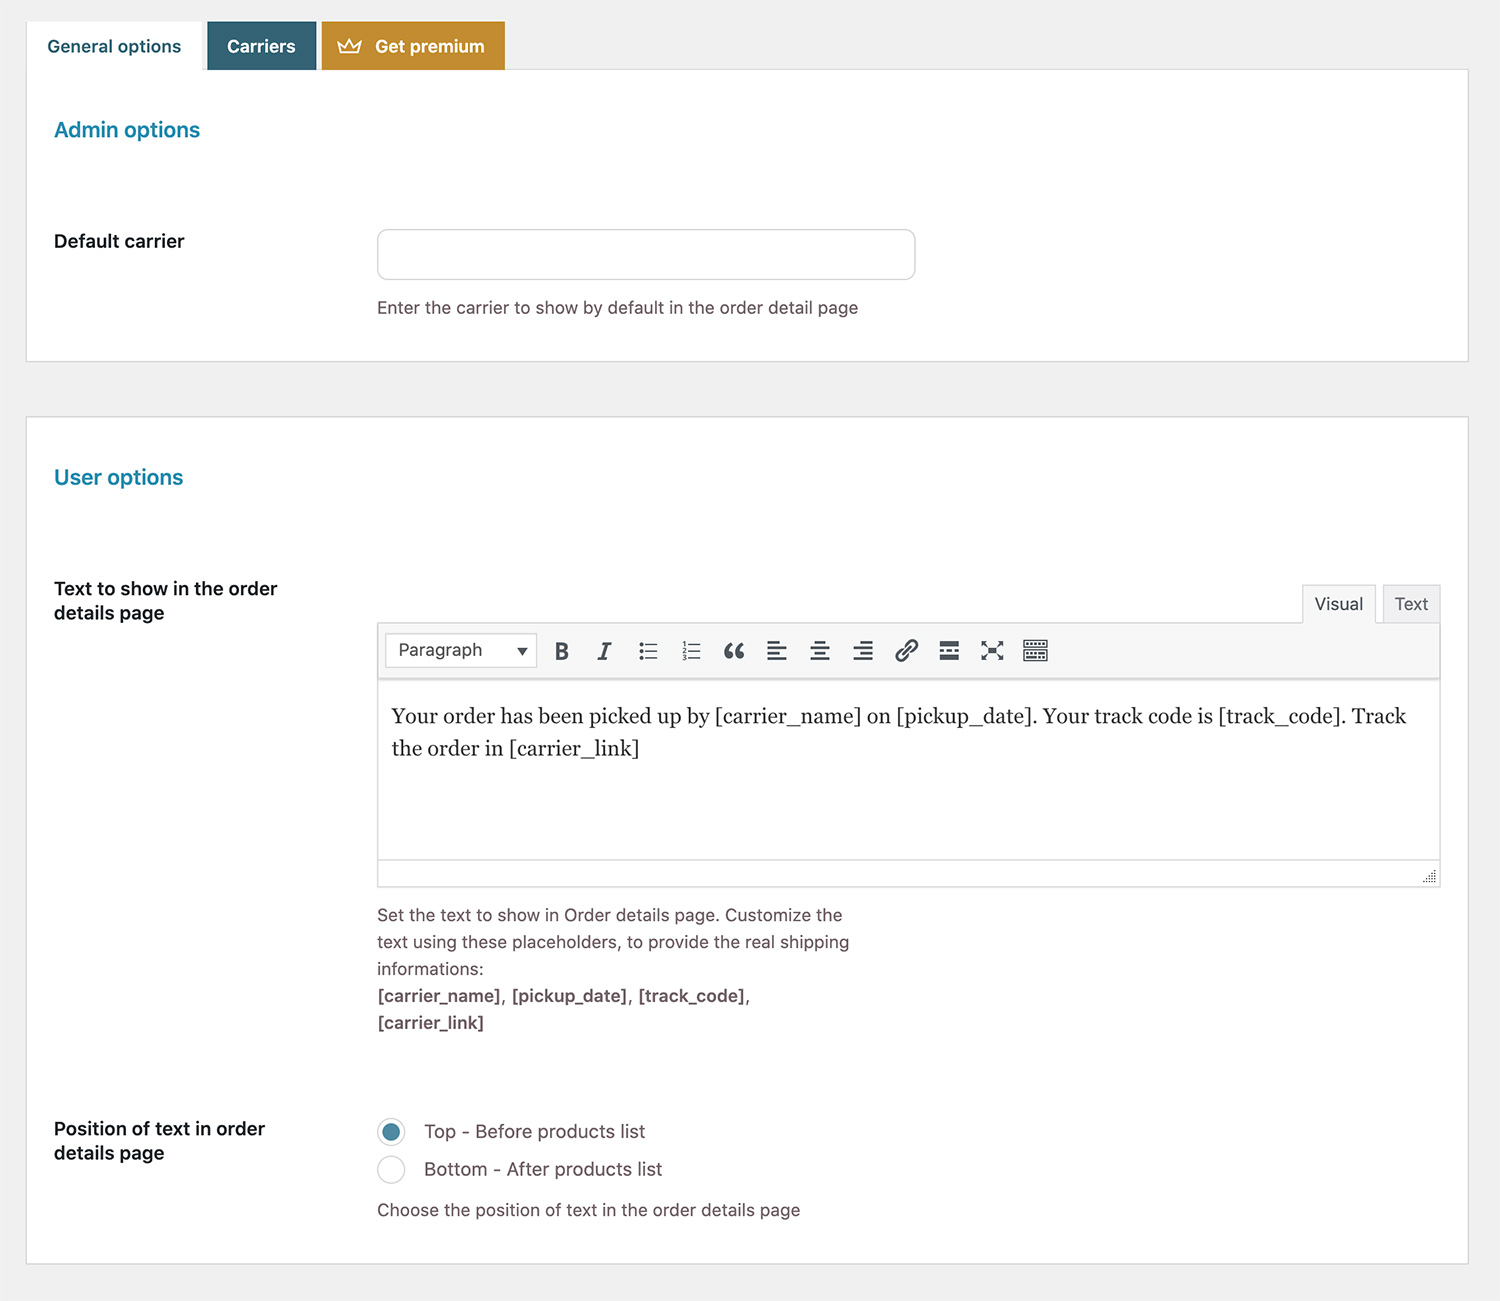 General options
Carriers
Get premium
Admin options
Default carrier
Enter the carrier to show by default in the order detail page
User options
Text to show in the order
details page
Visual
Text
Paragraph
Your order has been picked up by [carrier_name] on [pickup_date]. Your track code is [track_code]. Track
the order in [carrier_link]
Set the text to show in Order details page. Customize the
text using these placeholders, to provide the real shipping
informations:
[carrier_name], [pickup_date], [track_code],
[carrier_link]
Position of text in order
details page
Top - Before products list
Bottom - After products list
Choose the position of text in the order details page